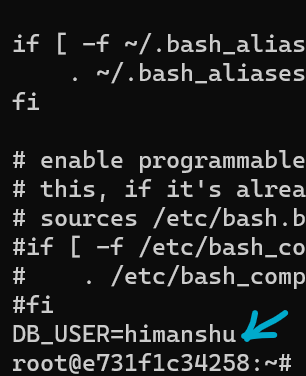 if [ -f ~/.bash_alias
    . ~/.bash_aliases
fi
# enable programmable
# this, if it's alrea
# sources /etc/bash.b
#if [ -f /etc/bash_co
#    . /etc/bash_comp
#fi
DB_USER=himanshu
root@e731f1c34258:~#